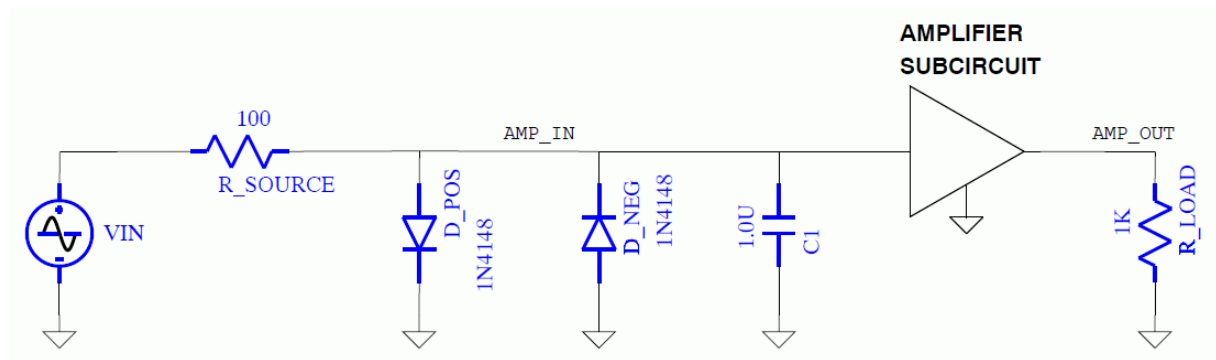 AMPLIFIER
SUBCIRCUIT
100
AMP_IN
AMP_OUT
R_SOURCE
VIN
D_POS
1N4148
D_NEG
1N4148
1.0U
C1
1K
R_LOAD